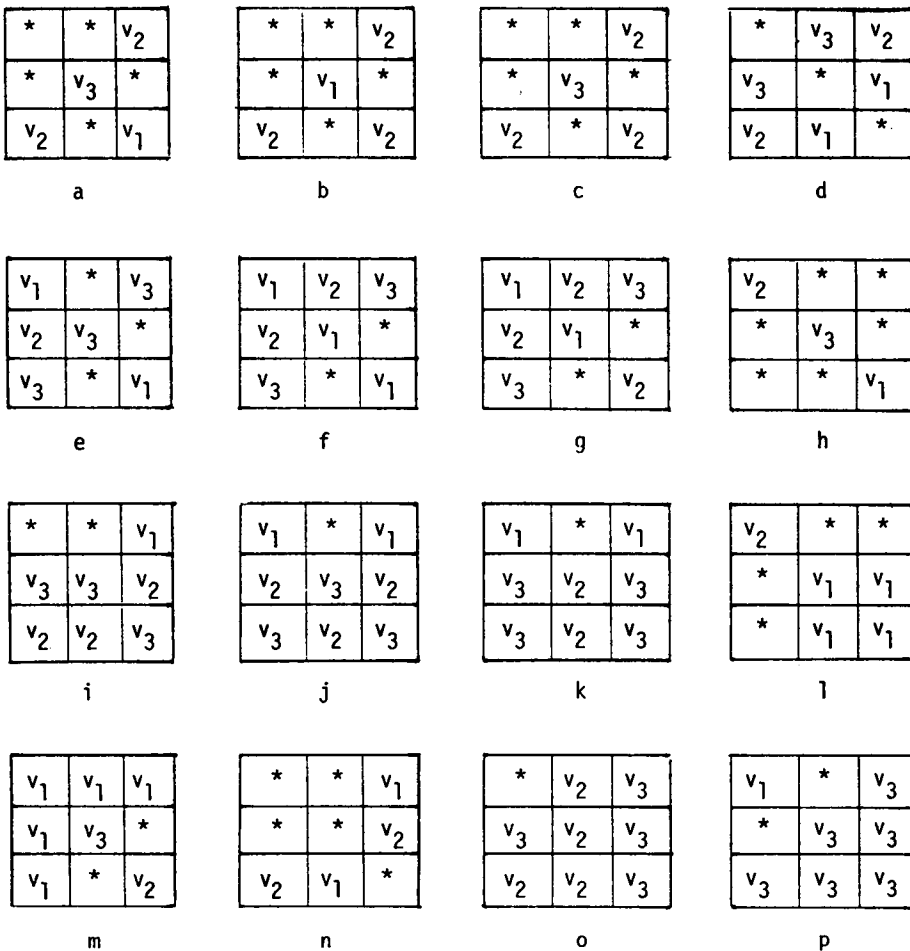 * * v₂ * * v₂ * * v₂ * v₃ v₂
* v₃ * * v₁ * * v₃ * v₃ * v₁
v₂ * v₁ v₂ * v₂ v₂ * v₂ v₂ v₁ *
a b c d
v₁ * v₃ v₁ v₂ v₃ v₁ v₂ v₃ v₂ * *
v₂ v₃ * v₂ v₁ * v₂ v₁ * * v₃ *
v₃ * v₁ v₃ * v₁ v₃ * v₂ * * v₁
e f g h
* * v₁ v₁ * v₁ v₁ * v₁ v₂ * *
v₃ v₃ v₂ v₂ v₃ v₂ v₃ v₂ v₃ * v₁ v₁
v₂ v₂ v₃ v₃ v₂ v₃ v₃ v₂ v₃ * v₁ v₁
i j k l
v₁ v₁ v₁ * * v₁ * v₂ v₃ v₁ * v₃
v₁ v₃ * * * v₂ v₃ v₂ v₃ * v₃ v₃
v₁ * v₂ v₂ v₁ * v₂ v₂ v₃ v₃ v₃ v₃
m n o p